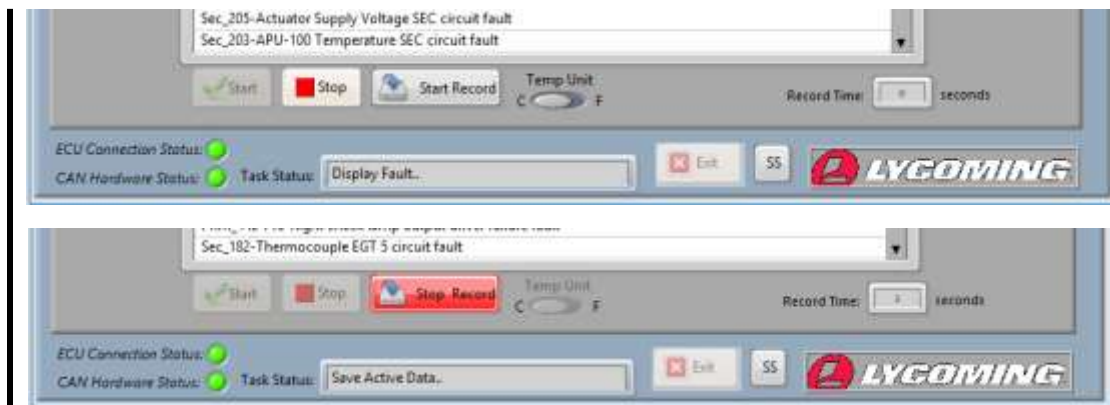 Sec_205-Actuator Supply Voltage SEC circuit fault
Sec_203-APU-100 Temperature SEC circuit fault
Start Stop Start Record Temp Unit C F Record Time: seconds
ECU Connection Status:
CAN Hardware Status: Task Status: Display Fault.. Exit SS LYCOMING
Sec_182-Thermocouple EGT 5 circuit fault
Start Stop Stop Record Temp Unit C F Record Time: seconds
ECU Connection Status:
CAN Hardware Status: Task Status: Save Active Data.. Exit SS LYCOMING